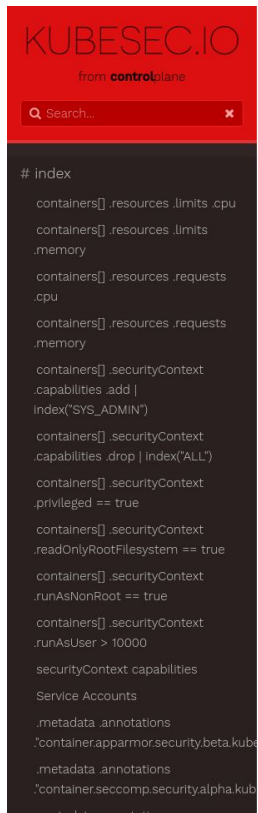 KUBESEC.IO
from controlplane
Search...
# index
containers[] .resources .limits .cpu
containers[] .resources .limits
.memory
containers[] .resources .requests
.cpu
containers[] .resources .requests
.memory
containers[] .securityContext
.capabilities .add |
index("SYS_ADMIN")
containers[] .securityContext
.capabilities .drop | index("ALL")
containers[] .securityContext
.privileged == true
containers[] .securityContext
.readOnlyRootFilesystem == true
containers[] .securityContext
.runAsNonRoot == true
containers[] .securityContext
.runAsUser > 10000
securityContext capabilities
Service Accounts
.metadata .annotations
."container.apparmor.security.beta.kube
.metadata .annotations
."container.seccomp.security.alpha.kub